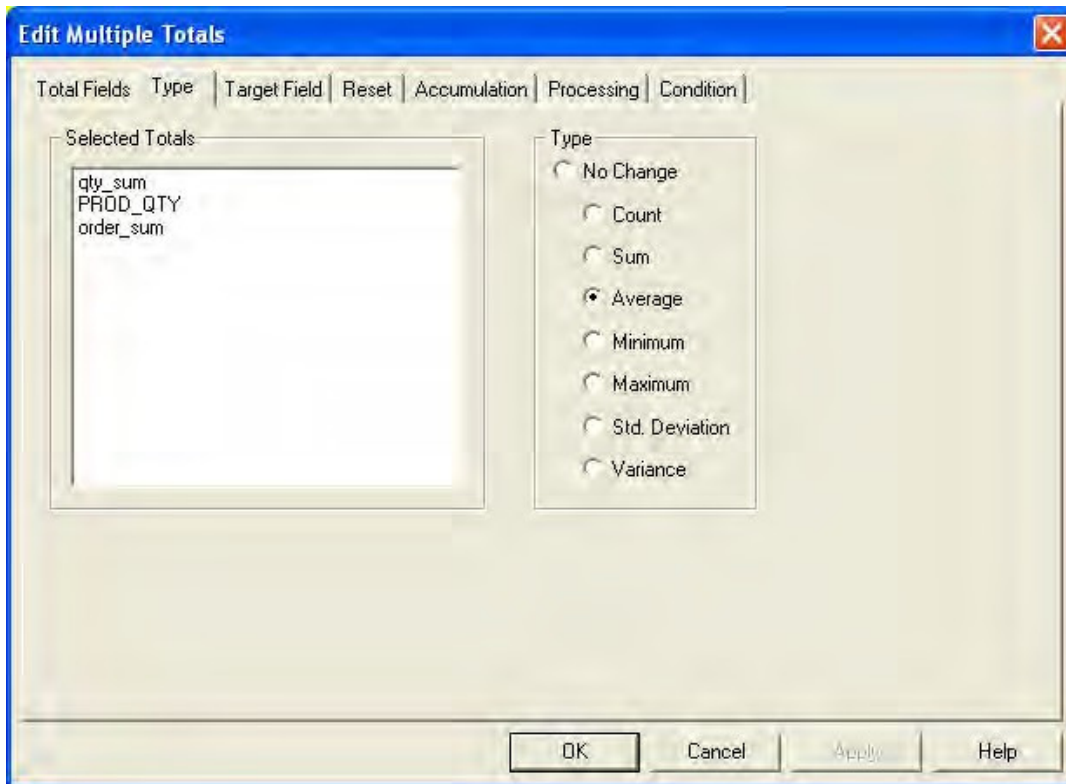 Edit Multiple Totals
Total Fields Type Target Field Reset Accumulation Processing Condition
Selected Totals
qty_sum
PROD_QTY
order_sum
Type
No Change
Count
Sum
Average
Minimum
Maximum
Std. Deviation
Variance
OK Cancel Apply Help